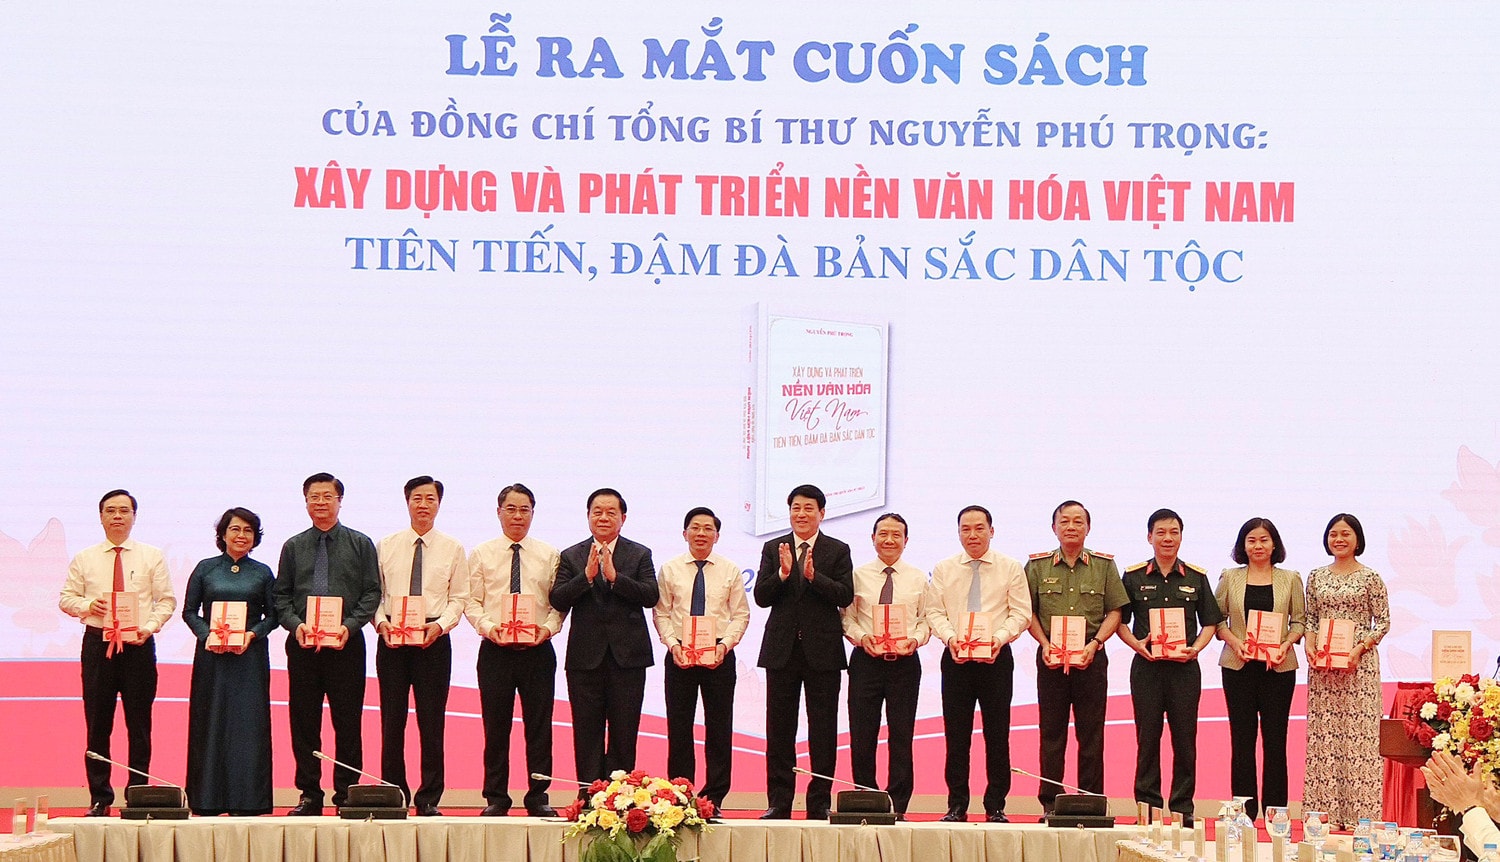 LỄ RA MẮT CUỐN SÁCH
CỦA ĐỒNG CHÍ TỔNG BÍ THƯ NGUYỄN PHÚ TRỌNG:
XÂY DỰNG VÀ PHÁT TRIỂN NỀN VĂN HÓA VIỆT NAM
TIÊN TIẾN, ĐẬM ĐÀ BẢN SẮC DÂN TỘC
NGUYỄN PHÚ TRỌNG
XÂY DỰNG VÀ PHÁT TRIỂN
NỀN VĂN HÓA
Việt Nam
TIÊN TIẾN, ĐẬM ĐÀ BẢN SẮC DÂN TỘC